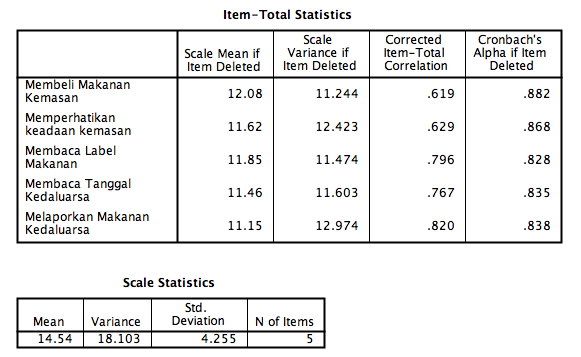 Item-Total Statistics
Scale Mean if Item Deleted Scale Variance if Item Deleted Corrected Item-Total Correlation Cronbach's Alpha if Item Deleted
Membeli Makanan Kemasan 12.08 11.244 .619 .882
Memperhatikan keadaan kemasan 11.62 12.423 .629 .868
Membaca Label Makanan 11.85 11.474 .796 .828
Membaca Tanggal Kedaluarsa 11.46 11.603 .767 .835
Melaporkan Makanan Kedaluarsa 11.15 12.974 .820 .838
Scale Statistics
Mean Variance Std. Deviation N of Items
14.54 18.103 4.255 5